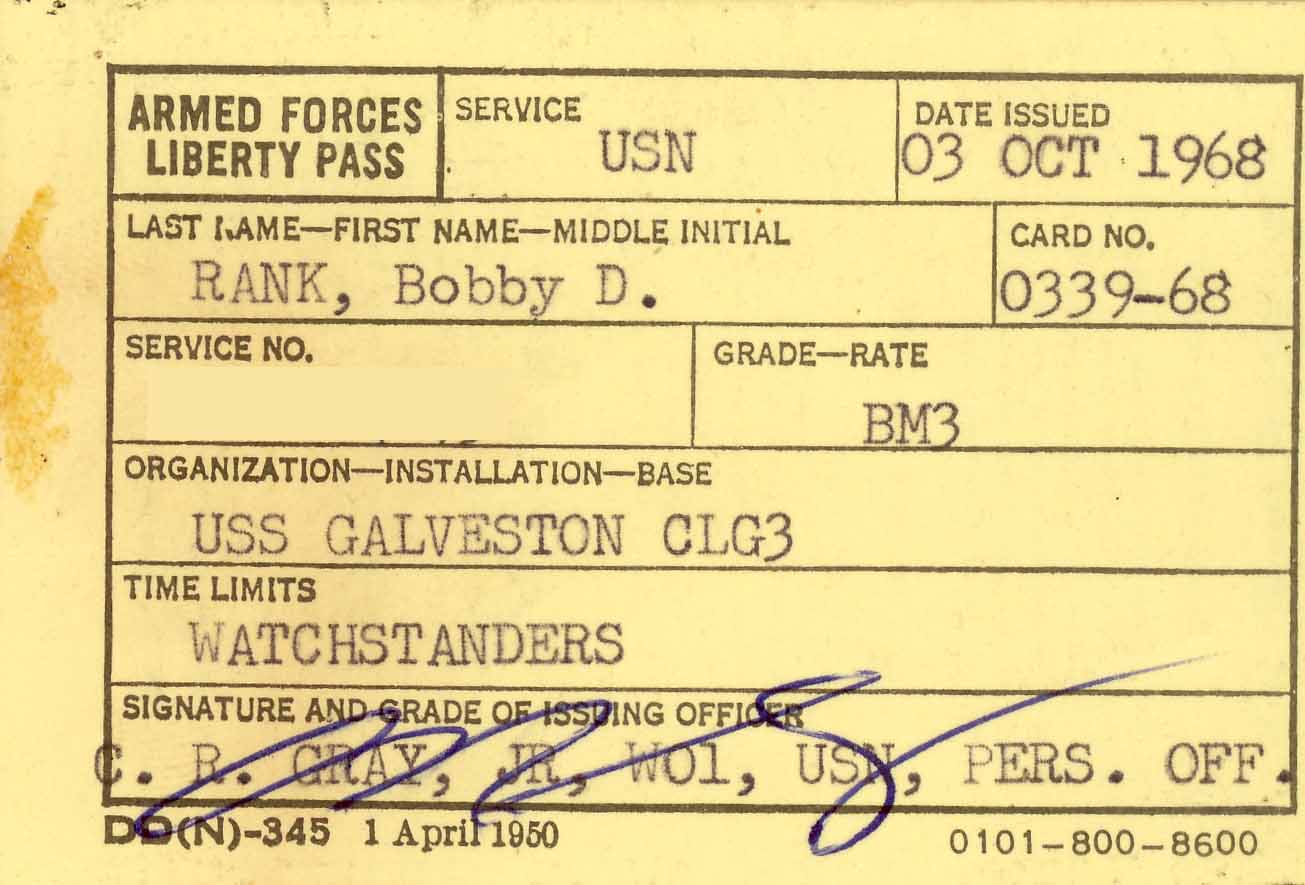 ARMED FORCES
LIBERTY PASS
SERVICE
USN
DATE ISSUED
03 OCT 1968
LAST NAME—FIRST NAME—MIDDLE INITIAL
RANK, Bobby D.
CARD NO.
0339-68
SERVICE NO.
GRADE—RATE
BM3
ORGANIZATION—INSTALLATION—BASE
USS GALVESTON CLG3
TIME LIMITS
WATCHSTANDERS
SIGNATURE AND GRADE OF ISSUING OFFICER
C. R. GRAY, JR, WO1, USN, PERS. OFF.
DD(N)-345 1 April 1950
0101-800-8600